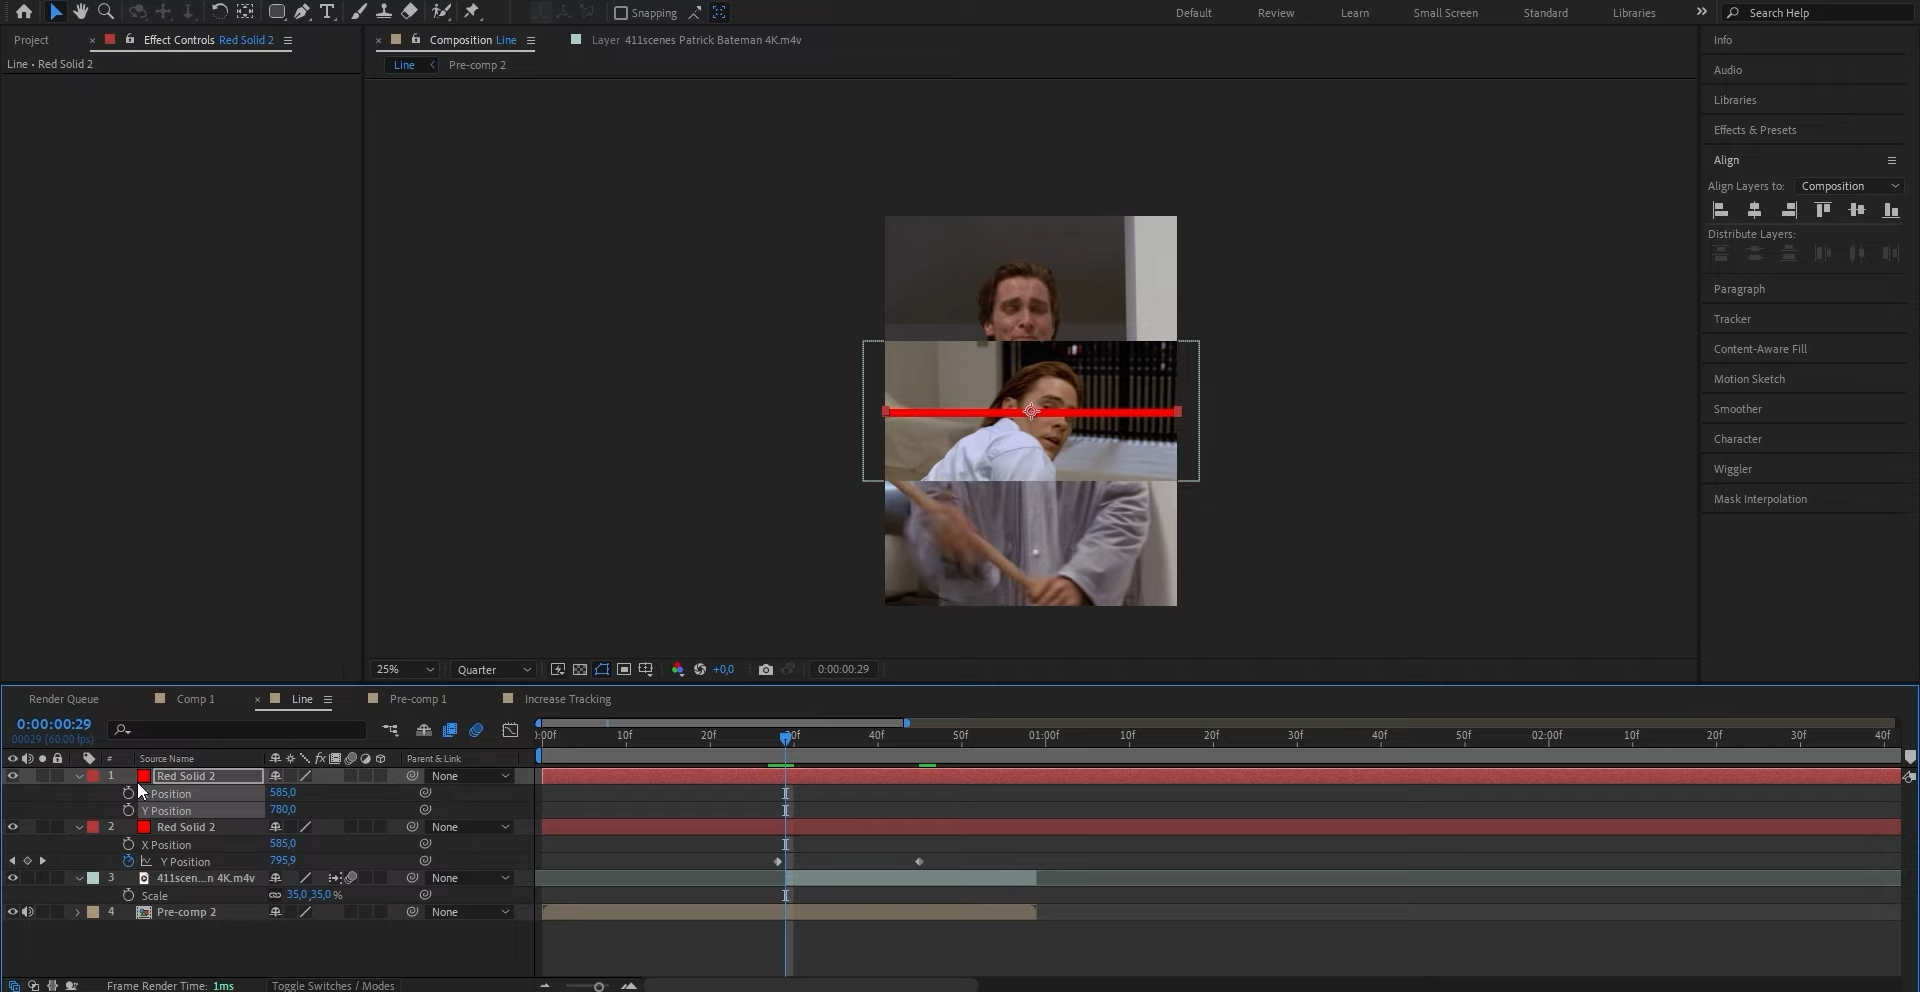 Snapping
Default
Review
Learn
Small Screen
Standard
Libraries
Search Help
Project
Effect Controls Red Solid 2
Composition Line
Layer 411scenes Patrick Bateman 4K.m4v
Line • Red Solid 2
Line
Pre-comp 2
Info
Audio
Libraries
Effects & Presets
Align
Align Layers to: Composition
Distribute Layers:
Paragraph
Tracker
Content-Aware Fill
Motion Sketch
Smoother
Character
Wiggler
Mask Interpolation
25%
Quarter
+0,0
0:00:00:29
Render Queue
Comp 1
Line
Pre-comp 1
Increase Tracking
0:00:00:29
00029 (60.00 fps)
:00f 10f 20f 30f 40f 50f 01:00f 10f 20f 30f 40f 50f 02:00f 10f 20f 30f 40f
# Source Name fx Parent & Link
1 Red Solid 2 None
Position 585,0
Y Position 780,0
2 Red Solid 2 None
X Position 585,0
Y Position 795,9
3 411scen...n 4K.m4v None
Scale 35,0,35,0 %
4 Pre-comp 2 None
Frame Render Time: 1ms
Toggle Switches / Modes